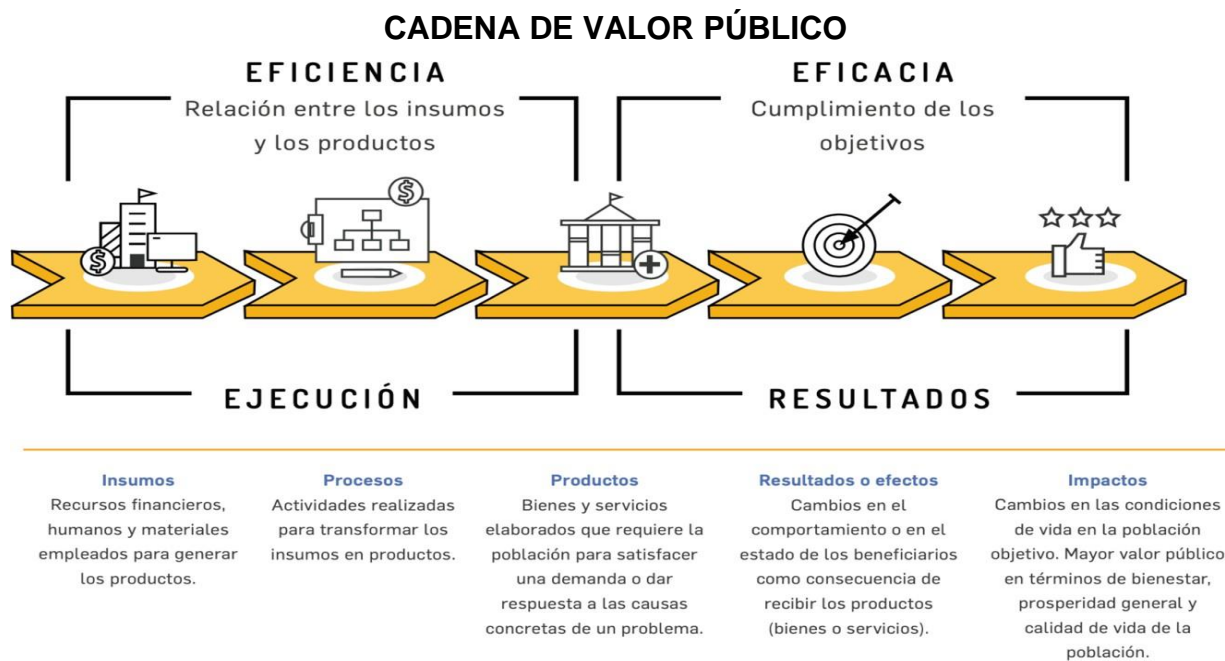 CADENA DE VALOR PÚBLICO
EFICIENCIA
Relación entre los insumos
y los productos
EFICACIA
Cumplimiento de los
objetivos
$
$
EJECUCIÓN
RESULTADOS
Insumos
Recursos financieros,
humanos y materiales
empleados para generar
los productos.
Procesos
Actividades realizadas
para transformar los
insumos en productos.
Productos
Bienes y servicios
elaborados que requiere la
población para satisfacer
una demanda o dar
respuesta a las causas
concretas de un problema.
Resultados o efectos
Cambios en el
comportamiento o en el
estado de los beneficiarios
como consecuencia de
recibir los productos
(bienes o servicios).
Impactos
Cambios en las condiciones
de vida en la población
objetivo. Mayor valor público
en términos de bienestar,
prosperidad general y
calidad de vida de la
población.